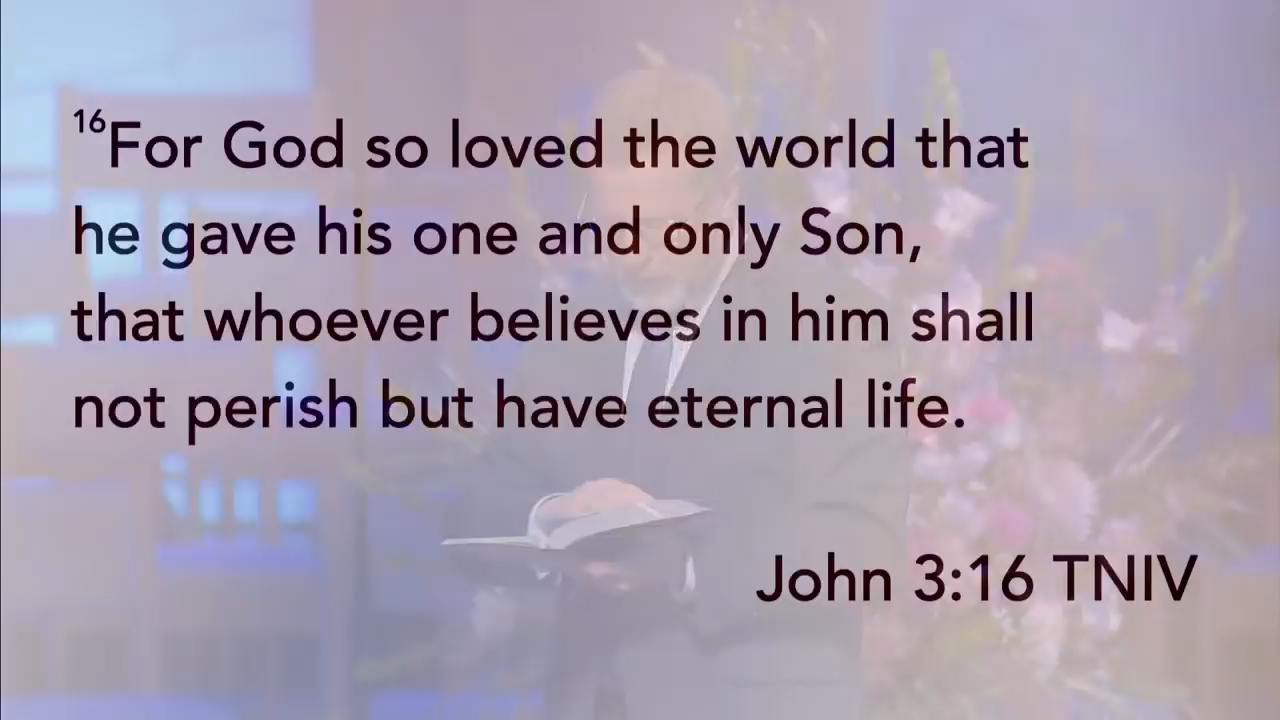 16For God so loved the world that
he gave his one and only Son,
that whoever believes in him shall
not perish but have eternal life.
John 3:16 TNIV